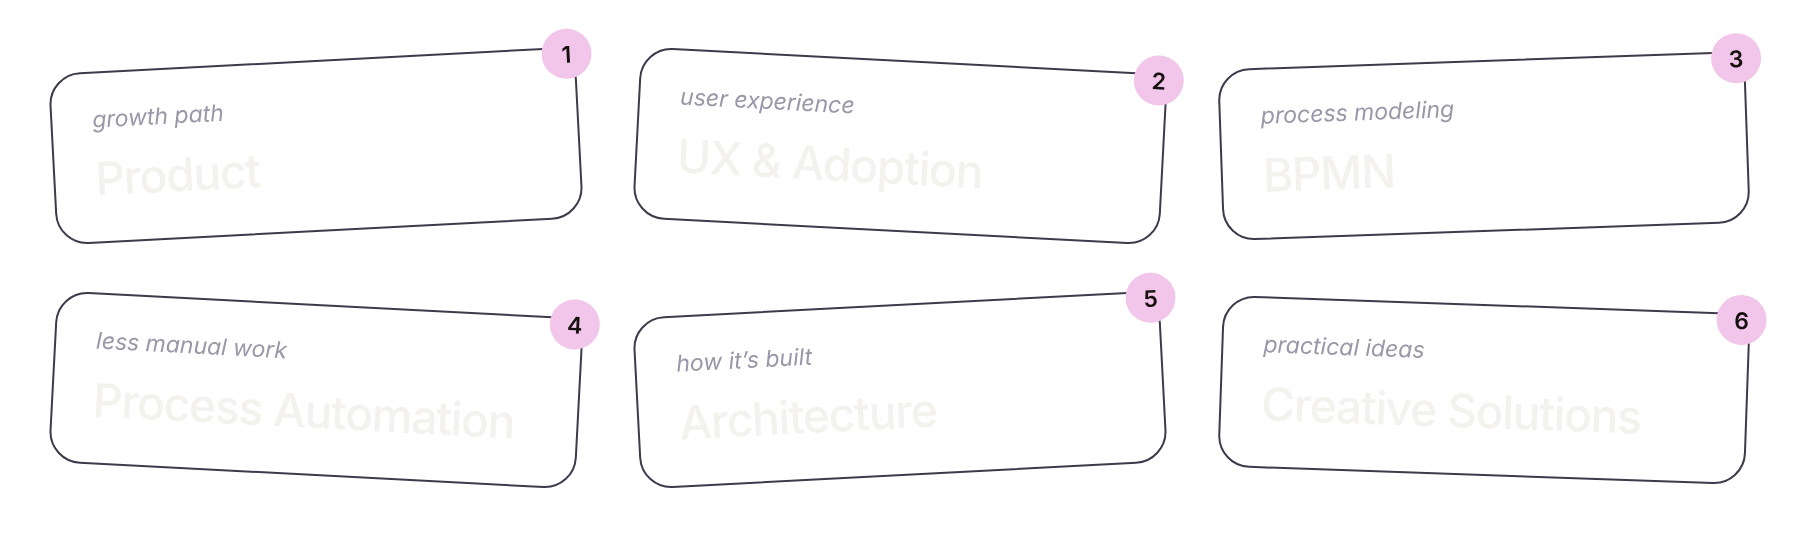 1
growth path
Product
2
user experience
UX & Adoption
3
process modeling
BPMN
4
less manual work
Process Automation
5
how it’s built
Architecture
6
practical ideas
Creative Solutions